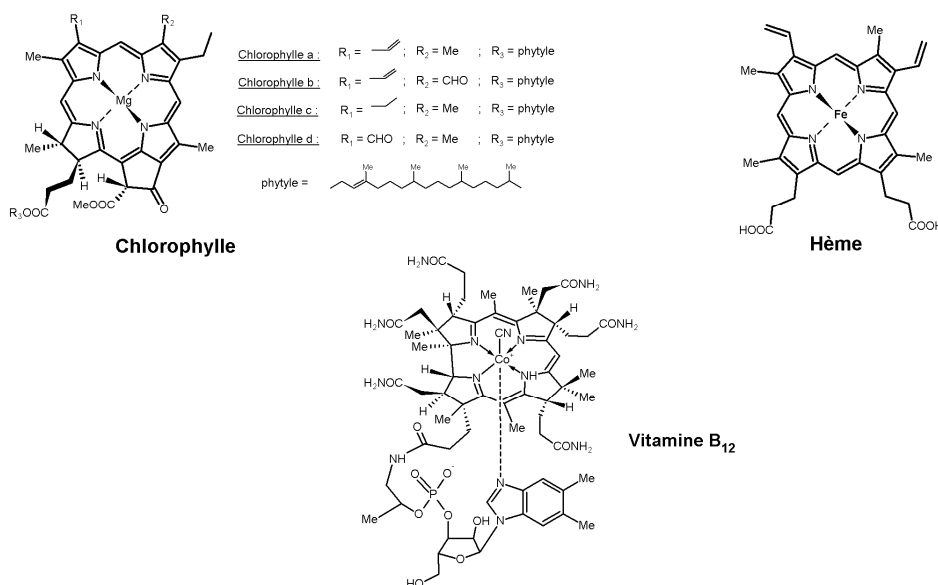 R1 R2
Me
N N
Mg
N N
H
Me Me
H H
MeOOC O
R3OOC
Chlorophylle
Chlorophylle a : R1 = ; R2 = Me ; R3 = phytyle
Chlorophylle b : R1 = ; R2 = CHO ; R3 = phytyle
Chlorophylle c : R1 = ; R2 = Me ; R3 = phytyle
Chlorophylle d : R1 = CHO ; R2 = Me ; R3 = phytyle
Me Me Me Me
phytyle =
Me
Me
N N
Fe
N N
Me Me
HOOC COOH
Hème
H2NOC
H Me Me CONH2
H
H2NOC CN CONH2
Me N N
Me Co+
H N NH Me
H2NOC Me
H H
Me Me
O CONH2
Vitamine B12
NH
O O- N
P Me
Me O
O OH N Me
O
HO